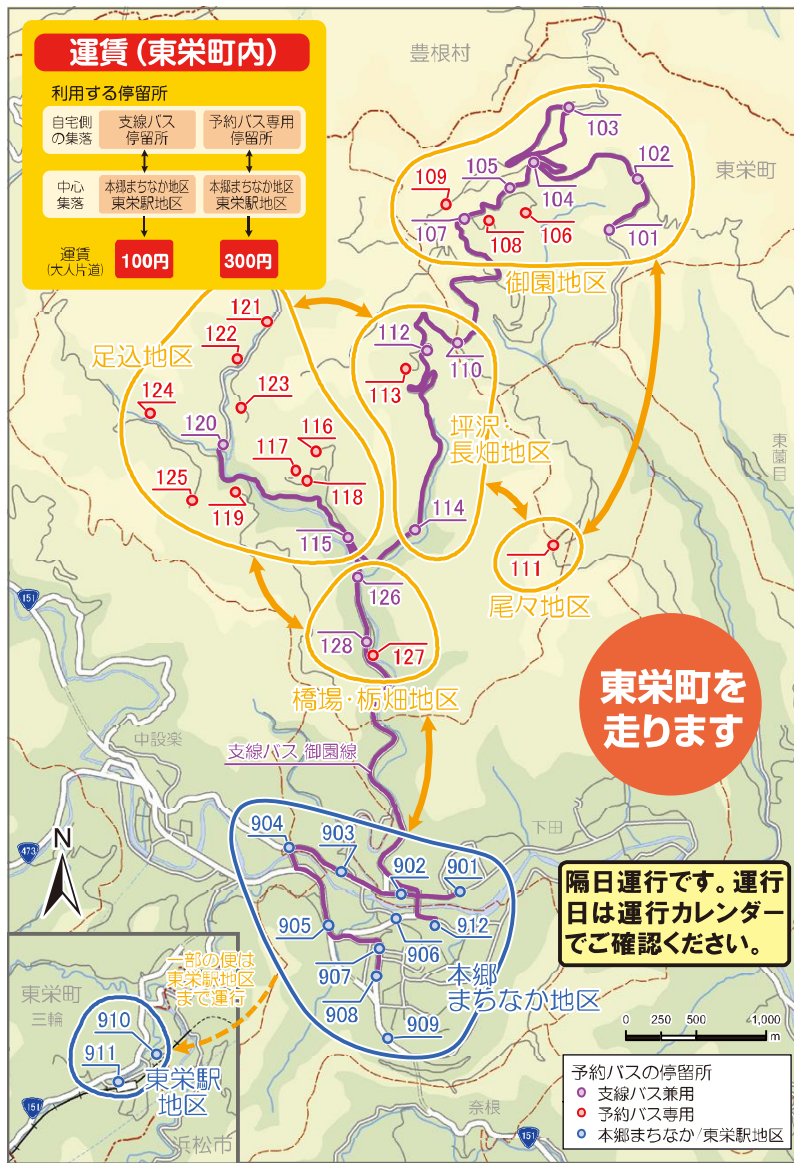 運賃（東栄町内）
利用する停留所
自宅側
の集落
支線バス
停留所
予約バス専用
停留所
中心
集落
本郷まちなか地区
東栄駅地区
本郷まちなか地区
東栄駅地区
運賃
(大人片道)
100円
300円
豊根村
東栄町
103
102
105
104
109
107
108
106
101
御園地区
121
122
足込地区
124
123
120
116
117
118
125
119
115
112
110
113
坪沢・
長畑地区
114
東薗目
111
尾々地区
126
128
127
橋場・栃畑地区
151
東栄町を
走ります
中設楽
支線バス 御園線
下田
473
N
904
903
902
901
905
906
912
907
908
909
本郷
まちなか地区
隔日運行です。運行
日は運行カレンダー
でご確認ください。
一部の便は
東栄駅地区
まで運行
東栄町
三輪
910
911
東栄駅
地区
151
浜松市
奈根
151
0 250 500 1,000
m
予約バスの停留所
支線バス兼用
予約バス専用
本郷まちなか/東栄駅地区